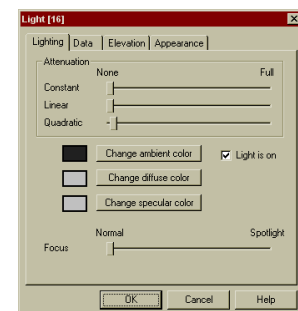 Light [16]
Lighting Data Elevation Appearance
Attenuation
None Full
Constant
Linear
Quadratic
Change ambient color Light is on
Change diffuse color
Change specular color
Normal Spotlight
Focus
OK Cancel Help